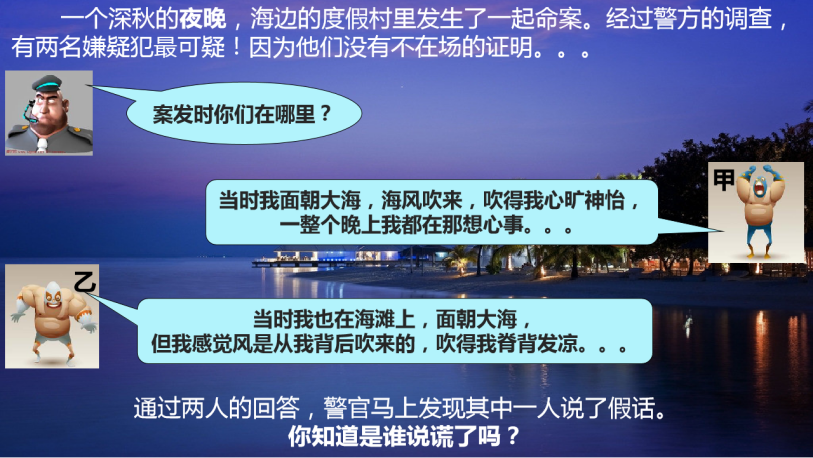 一个深秋的夜晚，海边的度假村里发生了一起命案。经过警方的调查，
有两名嫌疑犯最可疑！因为他们没有不在场的证明。。。
案发时你们在哪里？
甲
当时我面朝大海，海风吹来，吹得我心旷神怡，
一整个晚上我都在那想心事。。。
乙
当时我也在海滩上，面朝大海，
但我感觉风是从我背后吹来的，吹得我脊背发凉。。。
通过两人的回答，警官马上发现其中一人说了假话。
你知道是谁说谎了吗？